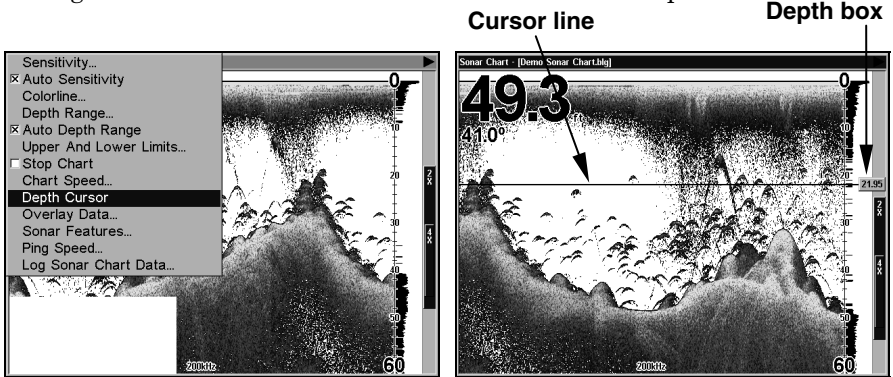 Cursor line
Depth box
Sensitivity...
Auto Sensitivity
Colorline...
Depth Range...
Auto Depth Range
Upper And Lower Limits...
Stop Chart
Chart Speed...
Depth Cursor
Overlay Data...
Sonar Features...
Ping Speed...
Log Sonar Chart Data...
0
10
20
30
40
50
60
2X
4X
200kHz
Sonar Chart - [Demo Sonar Chart.blg]
49.3
41.0°
0
10
20
21.95
30
40
50
60
2X
4X
200kHz